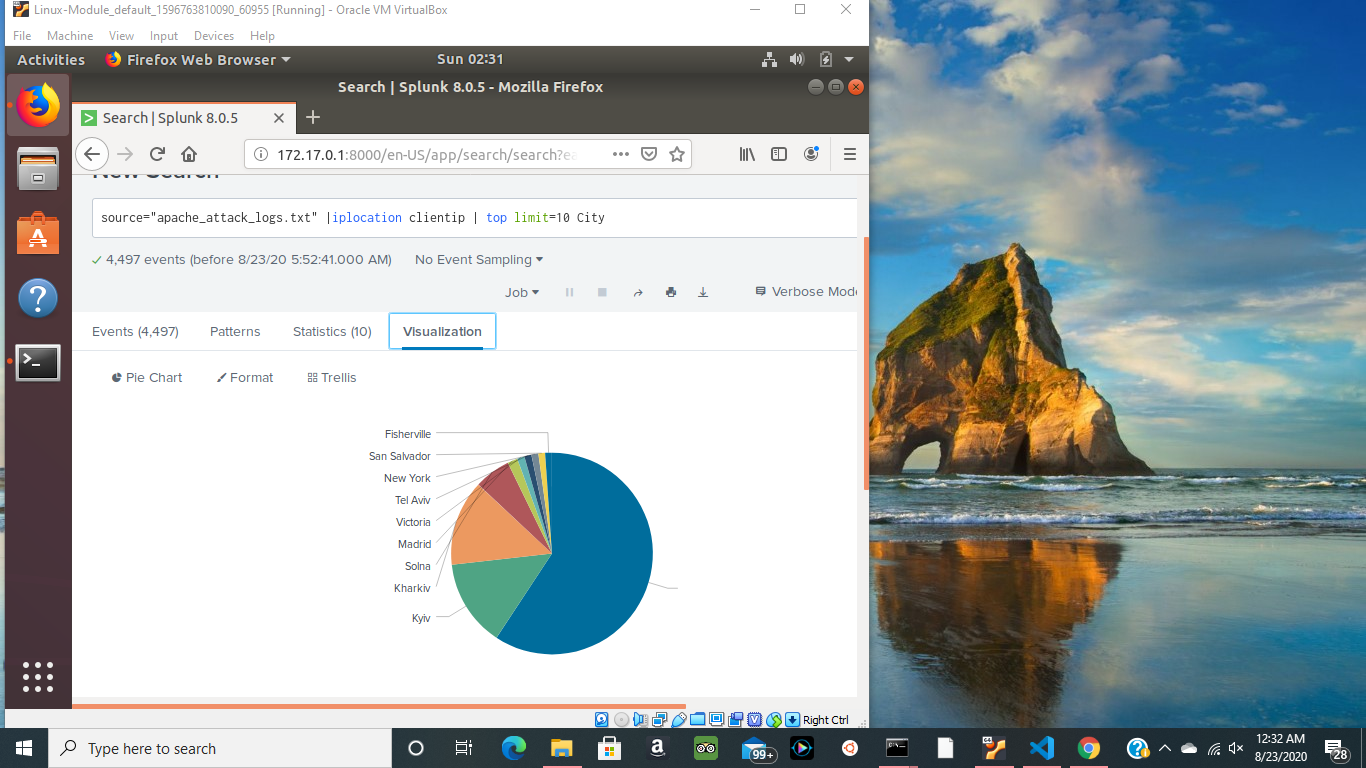 Linux-Module_default_1596763810090_60955 [Running] - Oracle VM VirtualBox
File Machine View Input Devices Help
Activities Firefox Web Browser Sun 02:31
Search | Splunk 8.0.5 - Mozilla Firefox
Search | Splunk 8.0.5
172.17.0.1:8000/en-US/app/search/search?ea
New Search
source="apache_attack_logs.txt" |iplocation clientip | top limit=10 City
4,497 events (before 8/23/20 5:52:41.000 AM) No Event Sampling
Job Verbose Mode
Events (4,497) Patterns Statistics (10) Visualization
Pie Chart Format Trellis
Fisherville
San Salvador
New York
Tel Aviv
Victoria
Madrid
Solna
Kharkiv
Kyiv
Right Ctrl
Type here to search
99+
64
12:32 AM
8/23/2020
28